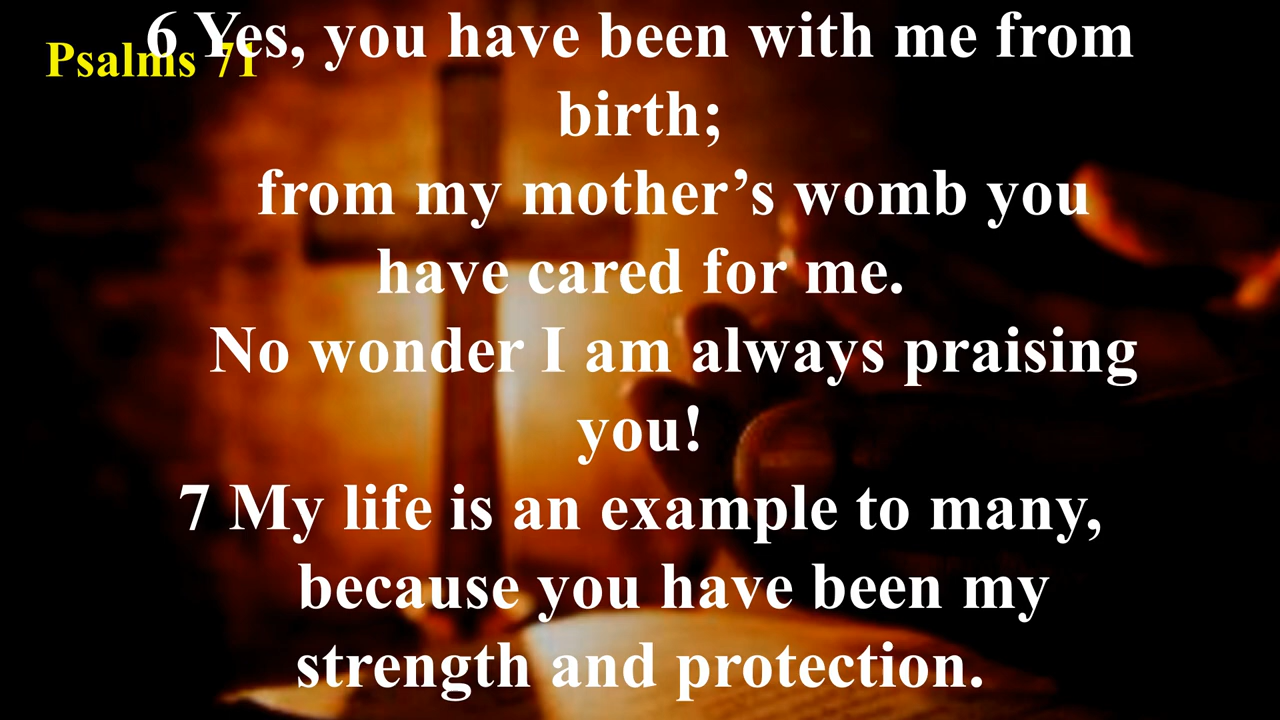 Psalms 71
6 Yes, you have been with me from
birth;
from my mother’s womb you
have cared for me.
No wonder I am always praising
you!
7 My life is an example to many,
because you have been my
strength and protection.